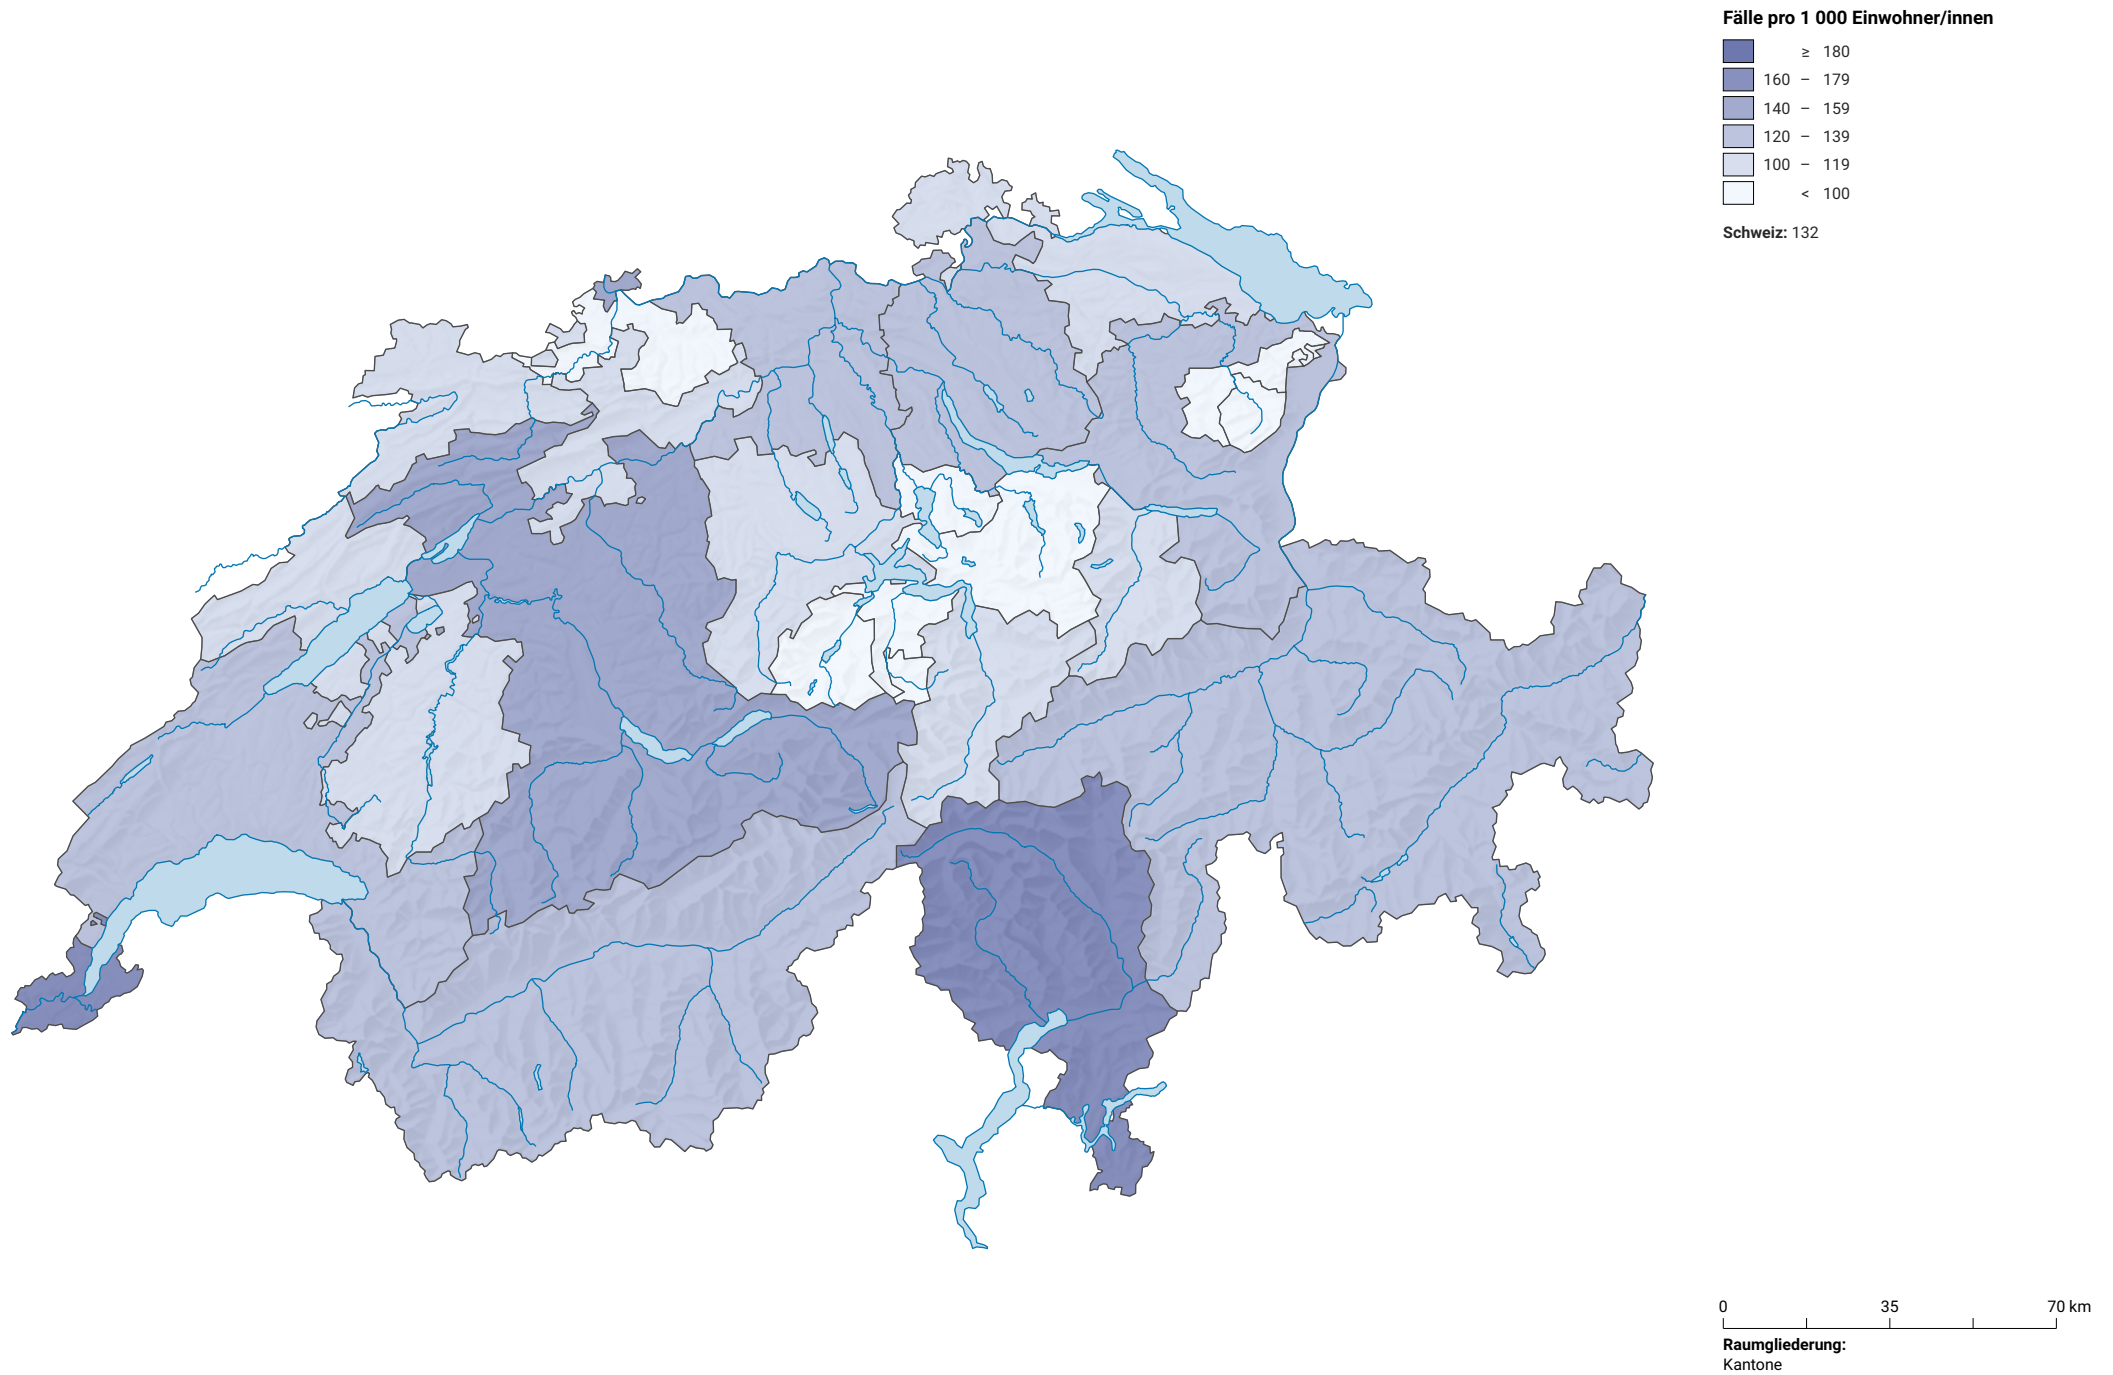 Fälle pro 1 000 Einwohner/innen
≥ 180
160 – 179
140 – 159
120 – 139
100 – 119
< 100
Schweiz: 132
0 35 70 km
Raumgliederung:
Kantone